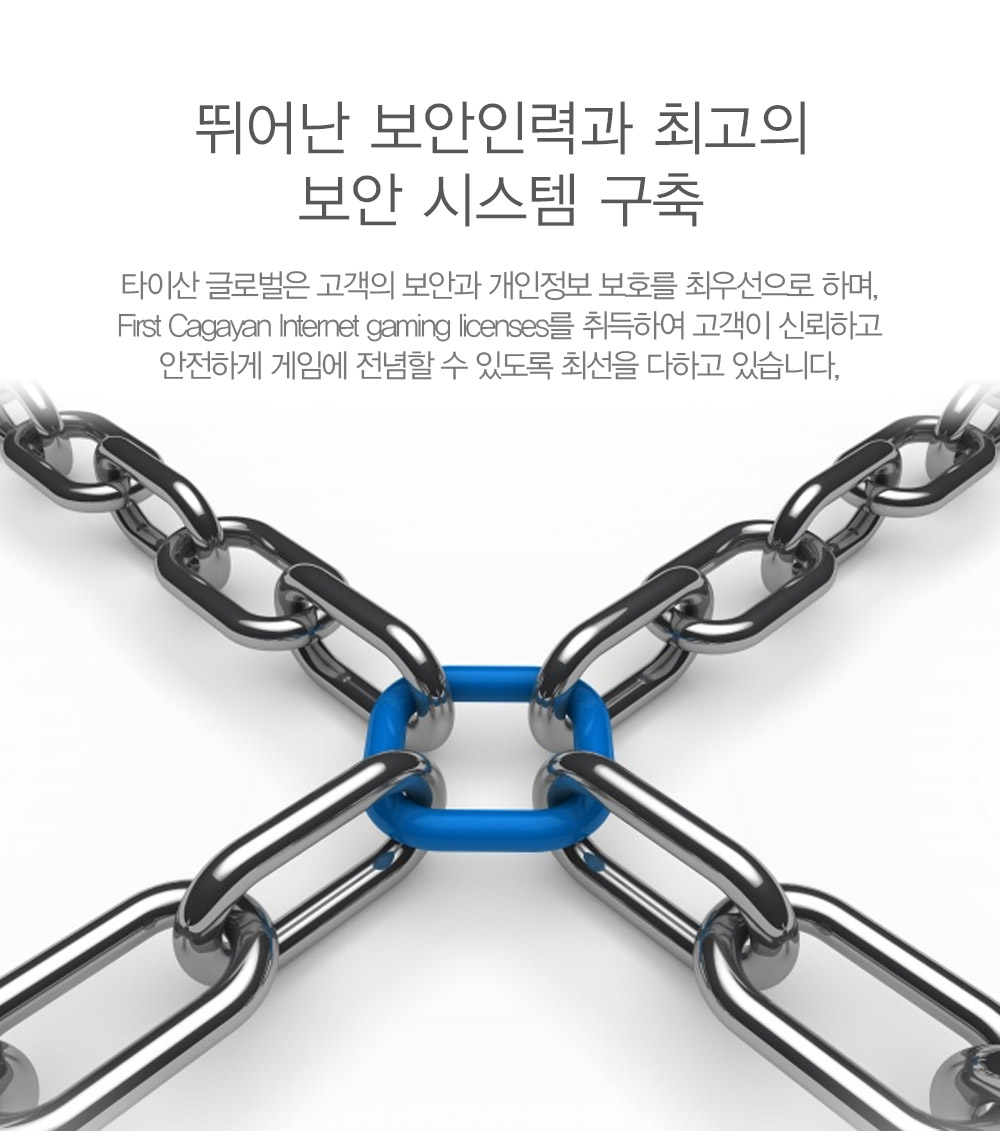 뛰어난 보안인력과 최고의
보안 시스템 구축
타이산 글로벌은 고객의 보안과 개인정보 보호를 최우선으로 하며,
First Cagayan Internet gaming licenses를 취득하여 고객이 신뢰하고
안전하게 게임에 전념할 수 있도록 최선을 다하고 있습니다.